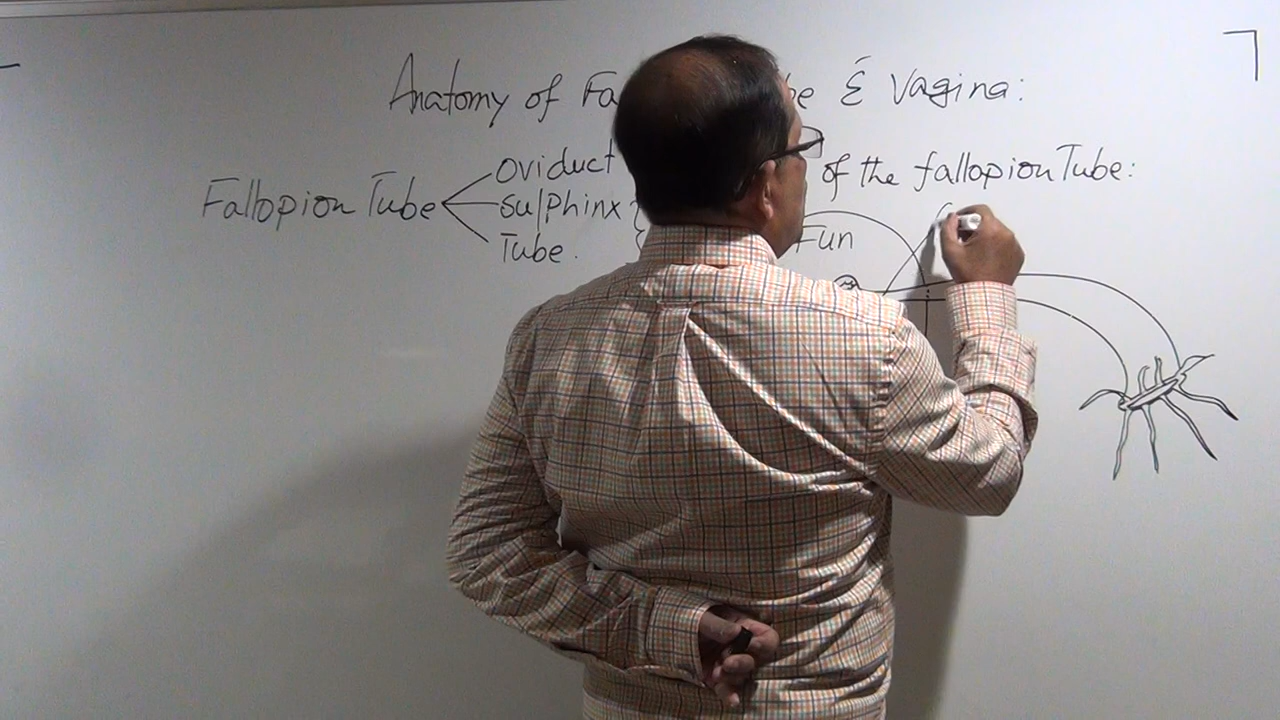 Anatomy of Fa be & Vagina:
oviduct of the fallopion Tube:
Fallopion Tube sulphinx
Tube. Fun